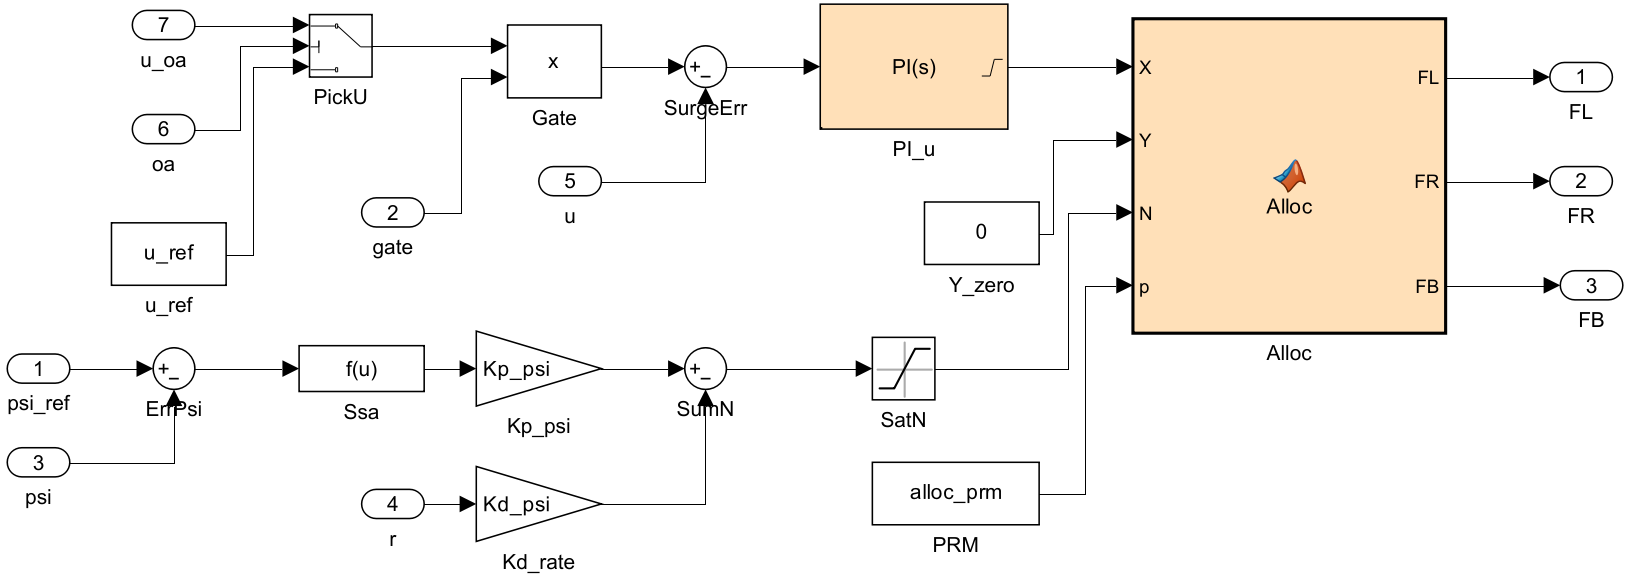 7
u_oa
6
oa
u_ref
u_ref
PickU
x
Gate
2
gate
+
_
SurgeErr
5
u
PI(s)
PI_u
0
Y_zero
X
Y
N
p
Alloc
FL
FR
FB
Alloc
1
FL
2
FR
3
FB
1
psi_ref
3
psi
+
_
ErrPsi
f(u)
Ssa
Kp_psi
Kp_psi
4
r
Kd_psi
Kd_rate
+
_
SumN
SatN
alloc_prm
PRM